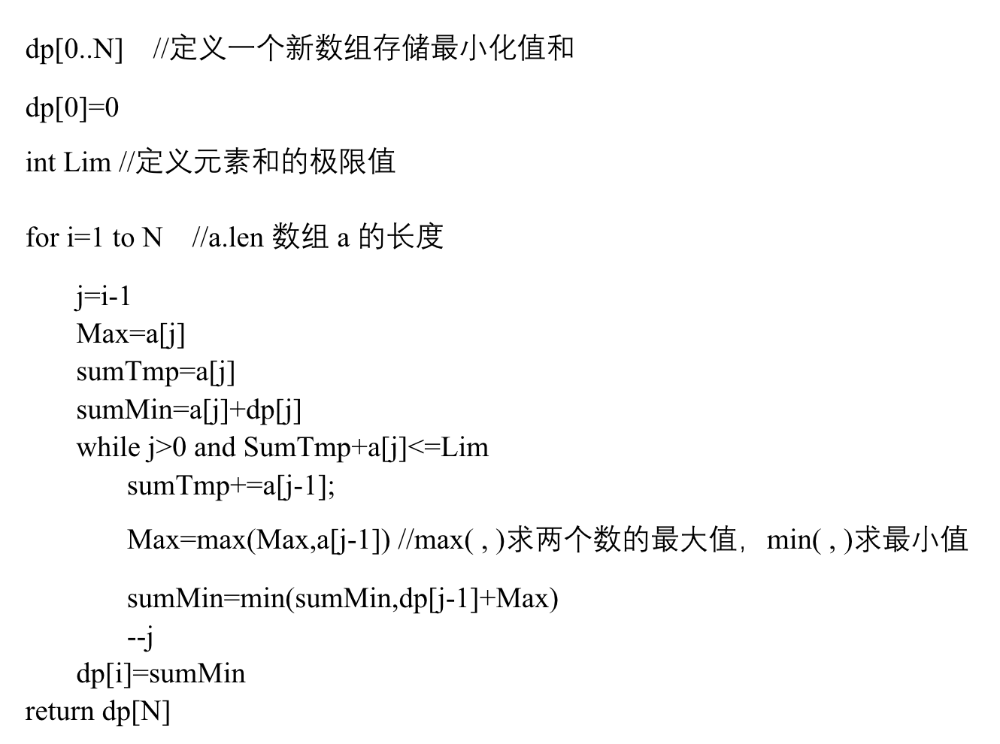 dp[0..N]    //定义一个新数组存储最小化值和
dp[0]=0
int Lim //定义元素和的极限值
for i=1 to N    //a.len 数组 a 的长度
j=i-1
Max=a[j]
sumTmp=a[j]
sumMin=a[j]+dp[j]
while j>0 and SumTmp+a[j]<=Lim
sumTmp+=a[j-1];
Max=max(Max,a[j-1]) //max( , )求两个数的最大值，min( , )求最小值
sumMin=min(sumMin,dp[j-1]+Max)
--j
dp[i]=sumMin
return dp[N]